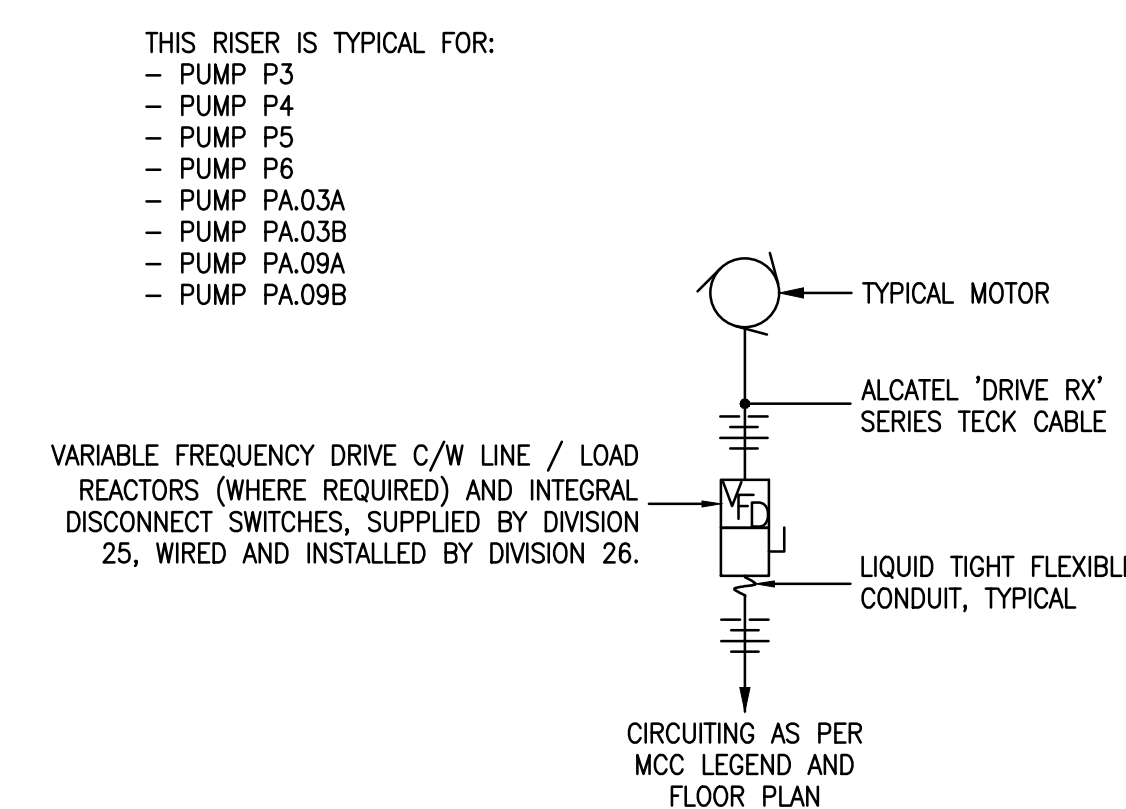 THIS RISER IS TYPICAL FOR:
- PUMP P3
- PUMP P4
- PUMP P5
- PUMP P6
- PUMP PA.03A
- PUMP PA.03B
- PUMP PA.09A
- PUMP PA.09B
TYPICAL MOTOR
ALCATEL 'DRIVE RX'
SERIES TECK CABLE
VARIABLE FREQUENCY DRIVE C/W LINE / LOAD
REACTORS (WHERE REQUIRED) AND INTEGRAL
DISCONNECT SWITCHES, SUPPLIED BY DIVISION
25, WIRED AND INSTALLED BY DIVISION 26.
VFD
LIQUID TIGHT FLEXIBLE
CONDUIT, TYPICAL
CIRCUITING AS PER
MCC LEGEND AND
FLOOR PLAN